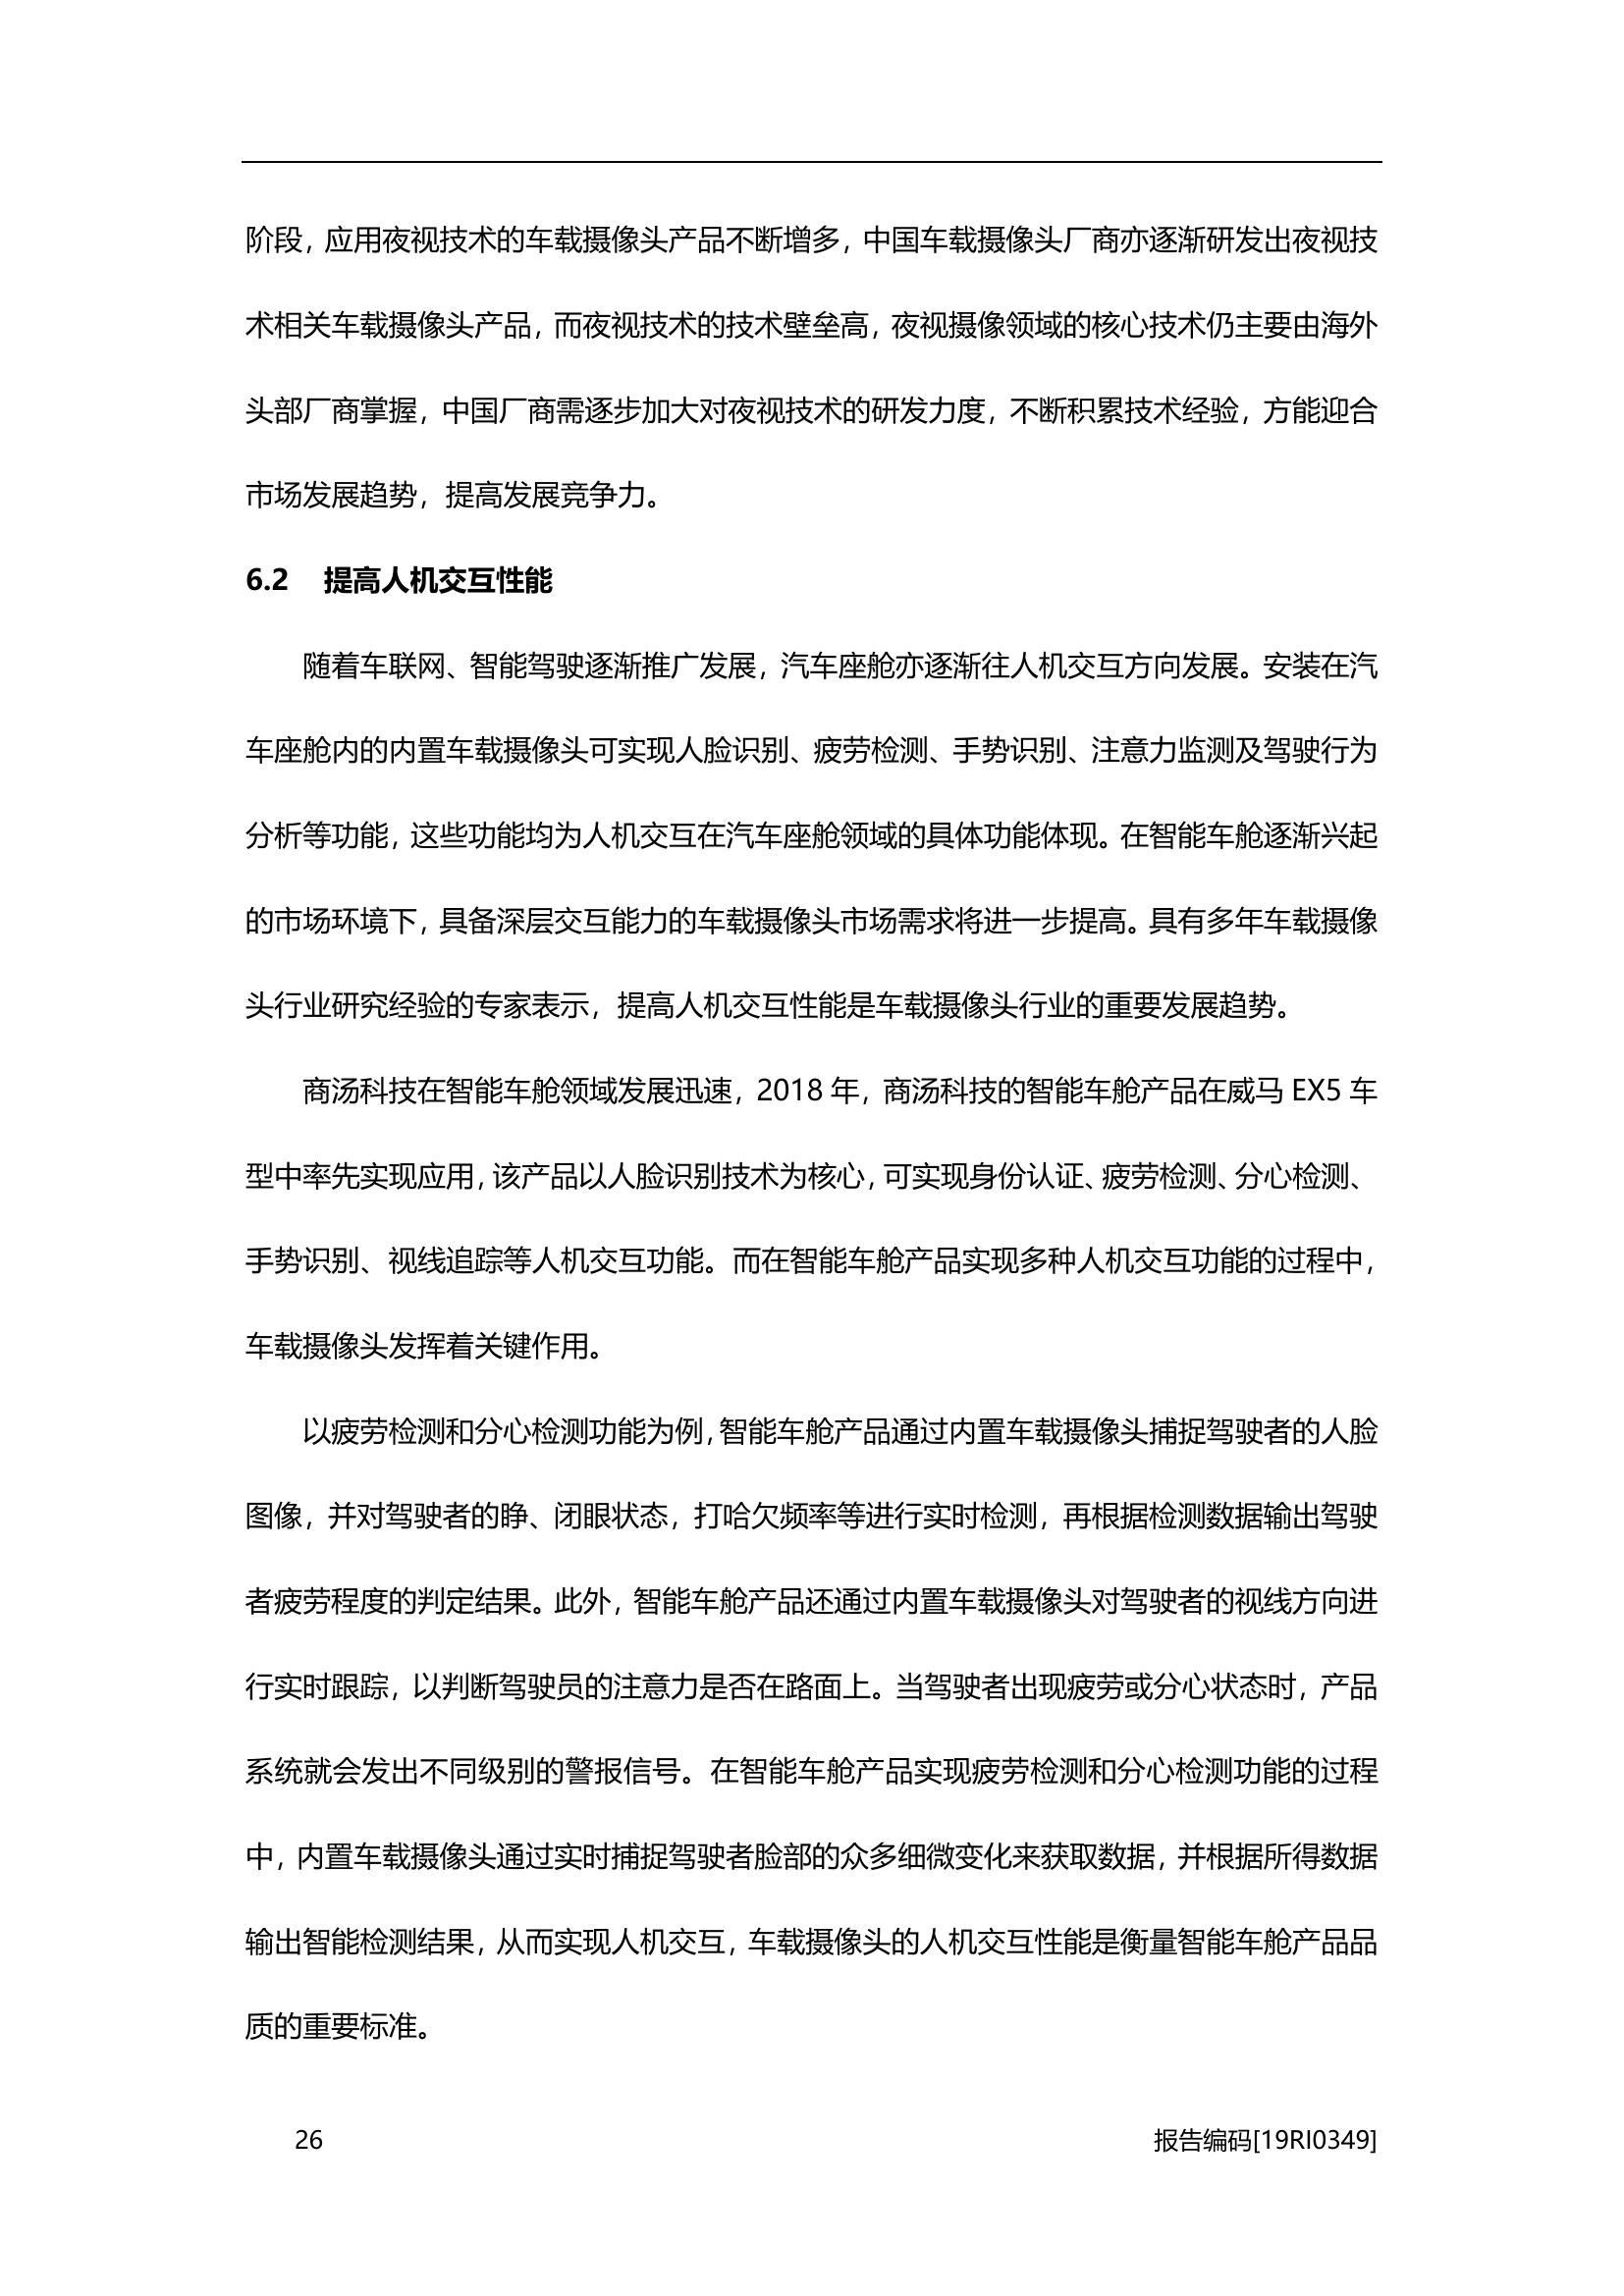 阶段，应用夜视技术的车载摄像头产品不断增多，中国车载摄像头厂商亦逐渐研发出夜视技
术相关车载摄像头产品，而夜视技术的技术壁垒高，夜视摄像领域的核心技术仍主要由海外
头部厂商掌握，中国厂商需逐步加大对夜视技术的研发力度，不断积累技术经验，方能迎合
市场发展趋势，提高发展竞争力。
6.2 提高人机交互性能
随着车联网、智能驾驶逐渐推广发展，汽车座舱亦逐渐往人机交互方向发展。安装在汽
车座舱内的内置车载摄像头可实现人脸识别、疲劳检测、手势识别、注意力监测及驾驶行为
分析等功能，这些功能均为人机交互在汽车座舱领域的具体功能体现。在智能车舱逐渐兴起
的市场环境下，具备深层交互能力的车载摄像头市场需求将进一步提高。具有多年车载摄像
头行业研究经验的专家表示，提高人机交互性能是车载摄像头行业的重要发展趋势。
商汤科技在智能车舱领域发展迅速，2018 年，商汤科技的智能车舱产品在威马 EX5 车
型中率先实现应用，该产品以人脸识别技术为核心，可实现身份认证、疲劳检测、分心检测、
手势识别、视线追踪等人机交互功能。而在智能车舱产品实现多种人机交互功能的过程中，
车载摄像头发挥着关键作用。
以疲劳检测和分心检测功能为例，智能车舱产品通过内置车载摄像头捕捉驾驶者的人脸
图像，并对驾驶者的睁、闭眼状态，打哈欠频率等进行实时检测，再根据检测数据输出驾驶
者疲劳程度的判定结果。此外，智能车舱产品还通过内置车载摄像头对驾驶者的视线方向进
行实时跟踪，以判断驾驶员的注意力是否在路面上。当驾驶者出现疲劳或分心状态时，产品
系统就会发出不同级别的警报信号。在智能车舱产品实现疲劳检测和分心检测功能的过程
中，内置车载摄像头通过实时捕捉驾驶者脸部的众多细微变化来获取数据，并根据所得数据
输出智能检测结果，从而实现人机交互，车载摄像头的人机交互性能是衡量智能车舱产品品
质的重要标准。
26 报告编码[19RI0349]